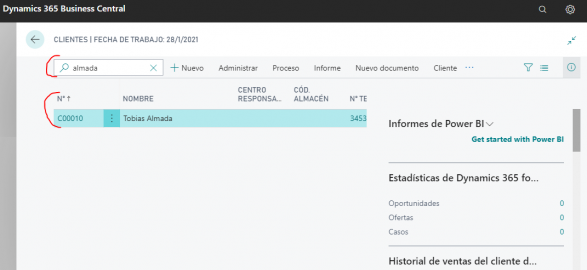 Dynamics 365 Business Central
CLIENTES | FECHA DE TRABAJO: 28/1/2021
almada
Nuevo
Administrar
Proceso
Informe
Nuevo documento
Cliente
Nº ↑
NOMBRE
CENTRO RESPONSA...
CÓD. ALMACÉN
Nº TE
C00010
Tobias Almada
3453
Informes de Power BI
Get started with Power BI
Estadísticas de Dynamics 365 fo...
Oportunidades 0
Ofertas 0
Casos 0
Historial de ventas del cliente d...